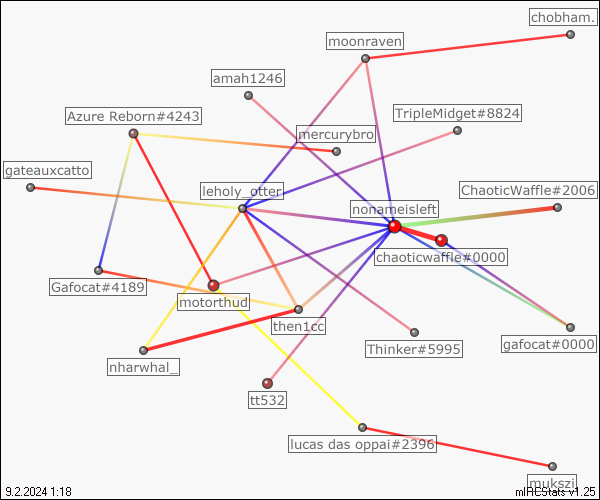 chobham.
moonraven
amah1246
TripleMidget#8824
Azure Reborn#4243
mercurybro
gateauxcatto
leholy_otter
ChaoticWaffle#2006
nonameisleft
chaoticwaffle#0000
Gafocat#4189
motorthud
then1cc
gafocat#0000
Thinker#5995
nharwhal_
tt532
lucas das oppai#2396
mukszi
9.2.2024 1:18
mIRCStats v1.25